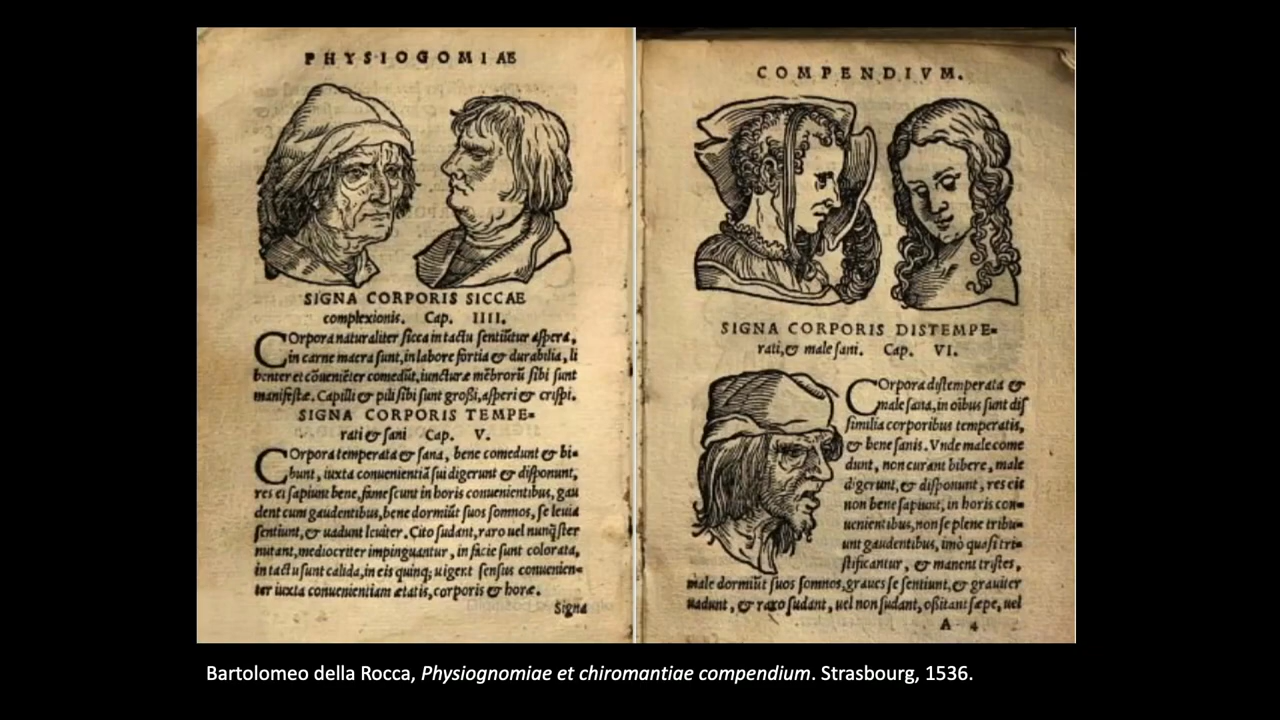 PHYSIOGOMIAE
SIGNA CORPORIS SICCAE
complexionis. Cap. IIII.
Corpora naturaliter sicca in tactu sentiũtur aspera,
in carne macra sunt, in labore fortia & durabilia, li
benter et cõueniẽter comedũt, iuncturæ mẽbrorũ sibi sunt
manifestæ. Capilli & pili sibi sunt großi, asperi & crispi.
SIGNA CORPORIS TEMPE=
rati & sani Cap. V.
Corpora temperata & sana, bene comedunt & bi=
bunt, iuxta conuenientiã sui digerunt & disponunt,
res ei sapiunt bene, famescunt in horis conuenientibus, gau
dent cum gaudentibus, bene dormiũt suos somnos, se leuia
sentiunt, & uadunt leuiter. Cito sudant, raro uel nunq̃ ster
nutant, mediocriter impinguantur, in facie sunt colorata,
in tactu sunt calida, in eis quinq; uigent sensus conuenien=
ter iuxta conuenientiam ætatis, corporis & horæ.
Signa
COMPENDIVM.
SIGNA CORPORIS DISTEMPE=
rati, & male sani. Cap. VI.
Corpora distemperata &
male sana, in oībus sunt dis
similia corporibus temperatis,
& bene sanis. Vnde male come
dunt, non curant bibere, male
digerunt, & disponunt, res eis
non bene sapiunt, in horis con=
uenientibus, non se plene tribu=
unt gaudentibus, imò quasi tri=
stificantur, & manent tristes,
male dormiũt suos somnos, graues se sentiunt, & grauiter
uadunt, & raro sudant, uel non sudant, oßitant sæpe, uel
A 4
Bartolomeo della Rocca, Physiognomiae et chiromantiae compendium. Strasbourg, 1536.